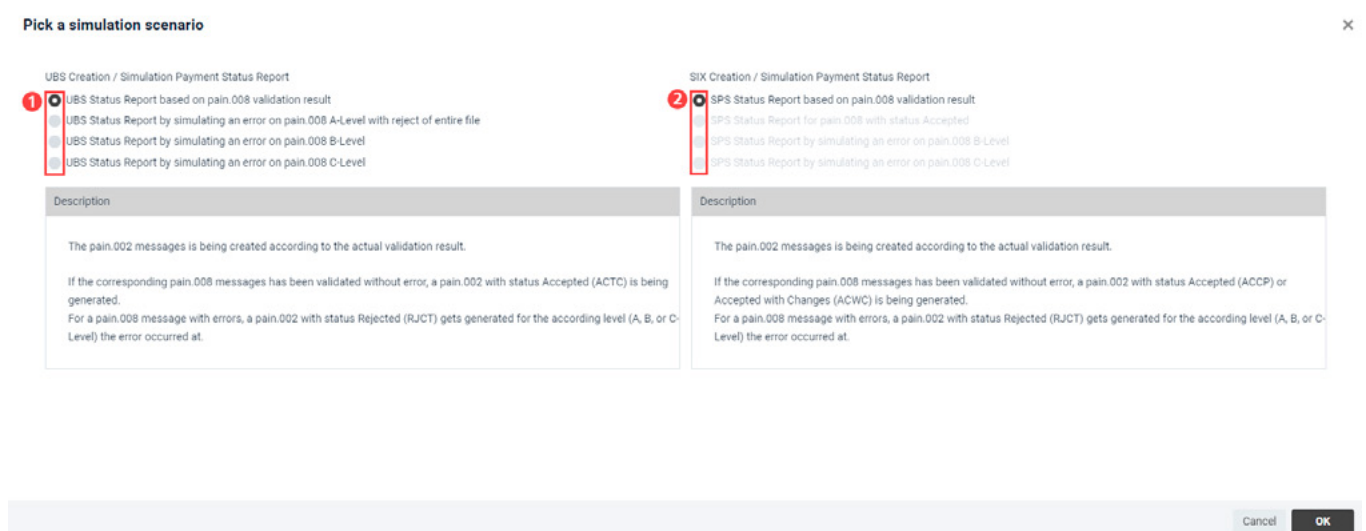 Pick a simulation scenario
×
UBS Creation / Simulation Payment Status Report
1
UBS Status Report based on pain.008 validation result
UBS Status Report by simulating an error on pain.008 A-Level with reject of entire file
UBS Status Report by simulating an error on pain.008 B-Level
UBS Status Report by simulating an error on pain.008 C-Level
Description
The pain.002 messages is being created according to the actual validation result.
If the corresponding pain.008 messages has been validated without error, a pain.002 with status Accepted (ACTC) is being
generated.
For a pain.008 message with errors, a pain.002 with status Rejected (RJCT) gets generated for the according level (A, B, or C-
Level) the error occurred at.
SIX Creation / Simulation Payment Status Report
2
SPS Status Report based on pain.008 validation result
SPS Status Report for pain.008 with status Accepted
SPS Status Report by simulating an error on pain.008 B-Level
SPS Status Report by simulating an error on pain.008 C-Level
Description
The pain.002 messages is being created according to the actual validation result.
If the corresponding pain.008 messages has been validated without error, a pain.002 with status Accepted (ACCP) or
Accepted with Changes (ACWC) is being generated.
For a pain.008 message with errors, a pain.002 with status Rejected (RJCT) gets generated for the according level (A, B, or C-
Level) the error occurred at.
Cancel
OK